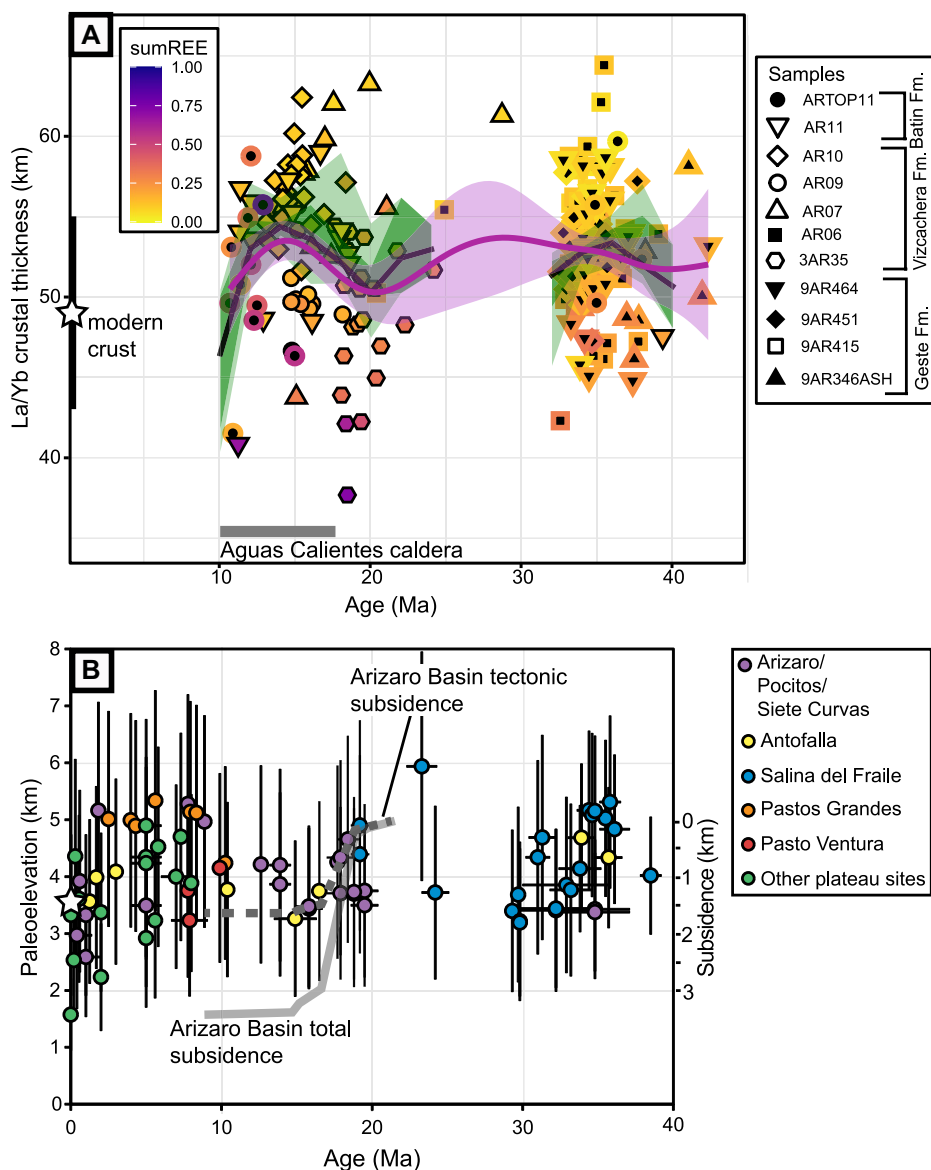 A
sumREE
1.00
0.75
0.50
0.25
0.00
La/Yb crustal thickness (km)
60
50
40
modern
crust
Aguas Calientes caldera
10
20
30
40
Age (Ma)
Samples
ARTOP11
AR11
AR10
AR09
AR07
AR06
3AR35
9AR464
9AR451
9AR415
9AR346ASH
Batin Fm.
Vizcachera Fm.
Geste Fm.
B
Paleoelevation (km)
8
7
6
5
4
3
2
1
0
Arizaro Basin tectonic
subsidence
Arizaro Basin total
subsidence
0
-1
-2
-3
Subsidence (km)
0
10
20
30
40
Age (Ma)
Arizaro/
Pocitos/
Siete Curvas
Antofalla
Salina del Fraile
Pastos Grandes
Pasto Ventura
Other plateau sites